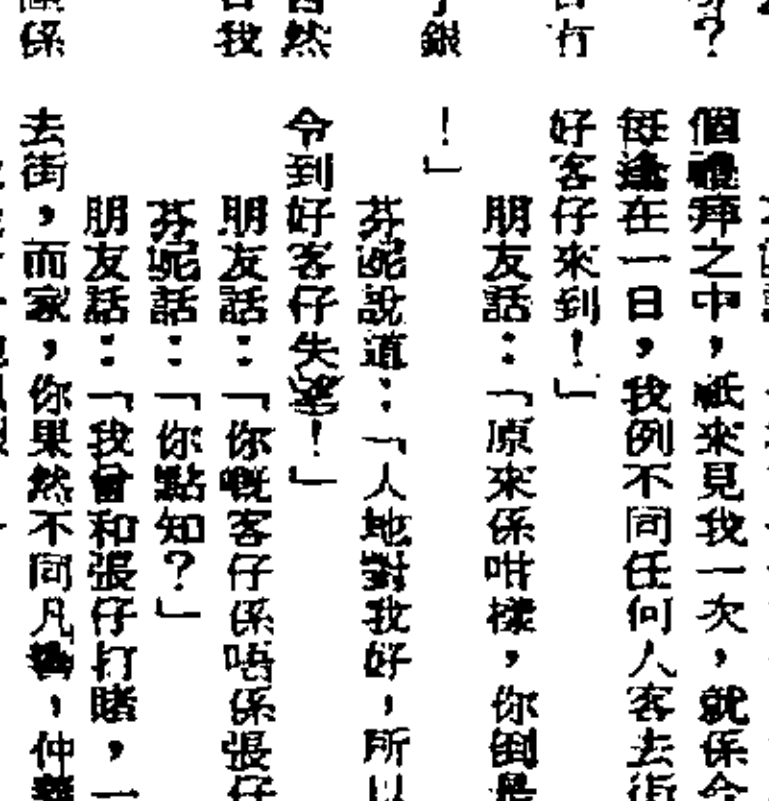 個禮拜之中，祇來見我一次，就係今
每逢在一日，我例不同任何人客去街
好客仔來到！」
朋友話：「原來係咁樣，你倒是
！」
芬妮說道：「人地對我好，所以
令到好客仔失望！」
朋友話：「你嘅客仔係唔係張仔
芬妮話：「你點知？」
朋友話：「我曾和張仔打賭，一
去街，而家，你果然不同凡響，仲